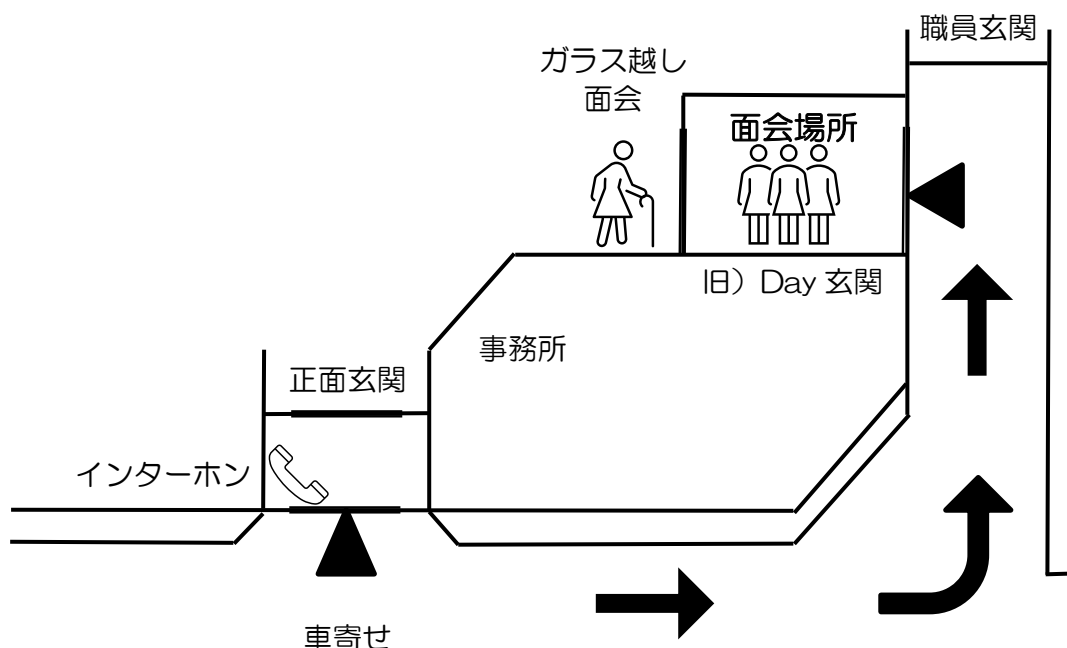 職員玄関
ガラス越し
面会
面会場所
旧）Day 玄関
事務所
正面玄関
インターホン
車寄せ